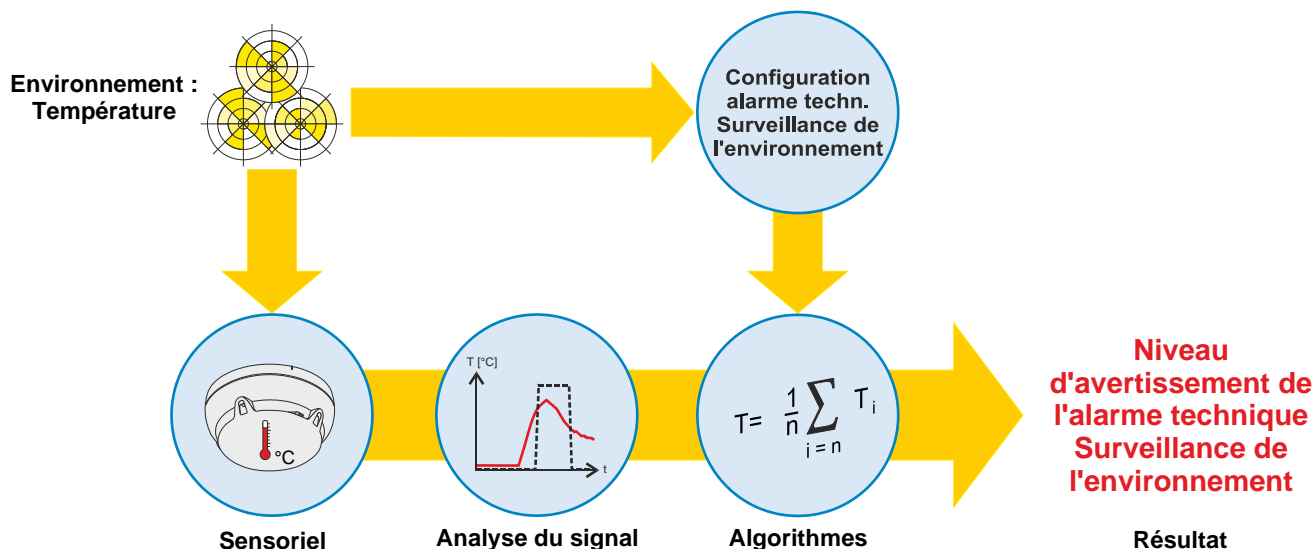 Environnement :
Température
Configuration
alarme techn.
Surveillance de
l'environnement
°C
T [°C]
t
T= 1/n ∑ T i
i = n
Niveau
d'avertissement de
l'alarme technique
Surveillance de
l'environnement
Sensoriel
Analyse du signal
Algorithmes
Résultat